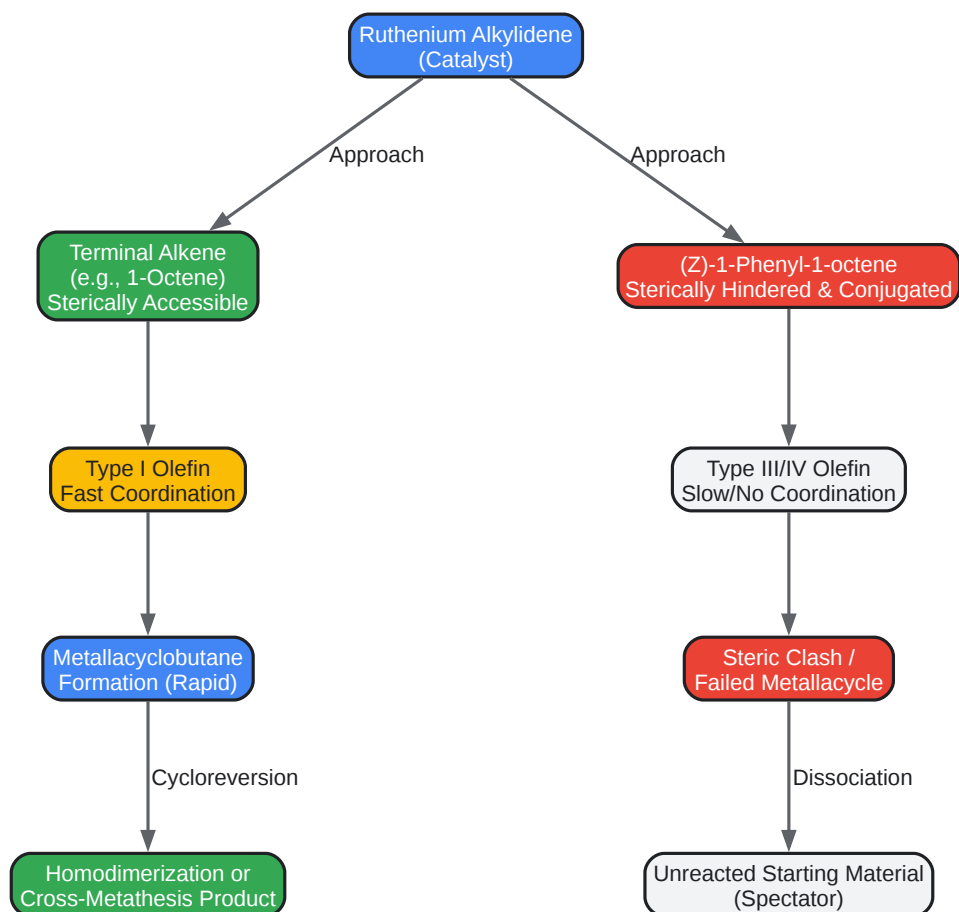 Ruthenium Alkylidene
(Catalyst)
Approach
Approach
Terminal Alkene
(e.g., 1-Octene)
Sterically Accessible
(Z)-1-Phenyl-1-octene
Sterically Hindered & Conjugated
Type I Olefin
Fast Coordination
Type III/IV Olefin
Slow/No Coordination
Metallacyclobutane
Formation (Rapid)
Steric Clash /
Failed Metallacycle
Cycloreversion
Dissociation
Homodimerization or
Cross-Metathesis Product
Unreacted Starting Material
(Spectator)